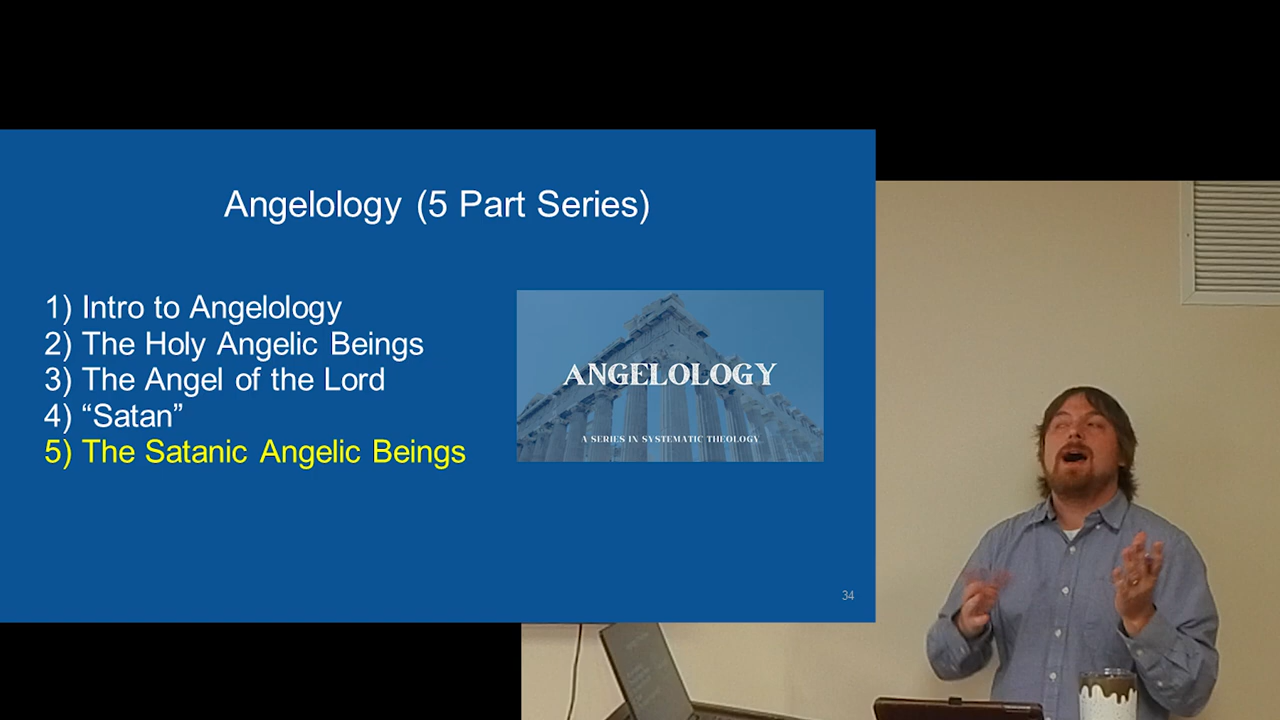 Angelology (5 Part Series)
1) Intro to Angelology
2) The Holy Angelic Beings
3) The Angel of the Lord
4) “Satan”
5) The Satanic Angelic Beings
ANGELOLOGY
A SERIES IN SYSTEMATIC THEOLOGY
34